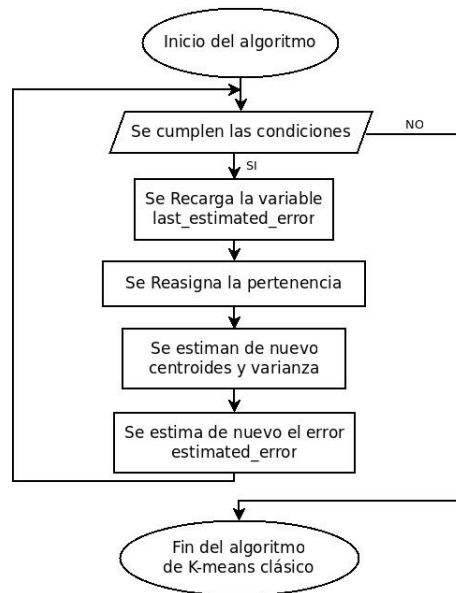 Inicio del algoritmo
Se cumplen las condiciones
NO
SI
Se Recarga la variable
last_estimated_error
Se Reasigna la pertenencia
Se estiman de nuevo
centroides y varianza
Se estima de nuevo el error
estimated_error
Fin del algoritmo
de K-means clásico